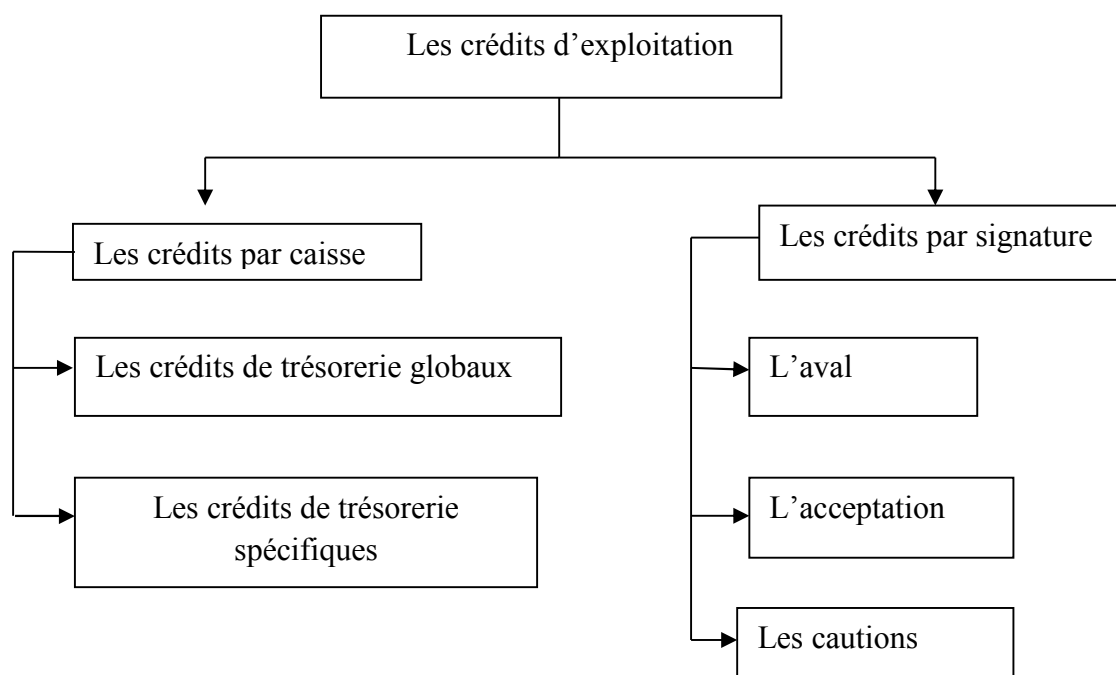 Les crédits d’exploitation
Les crédits par caisse
Les crédits par signature
Les crédits de trésorerie globaux
L’aval
Les crédits de trésorerie
spécifiques
L’acceptation
Les cautions